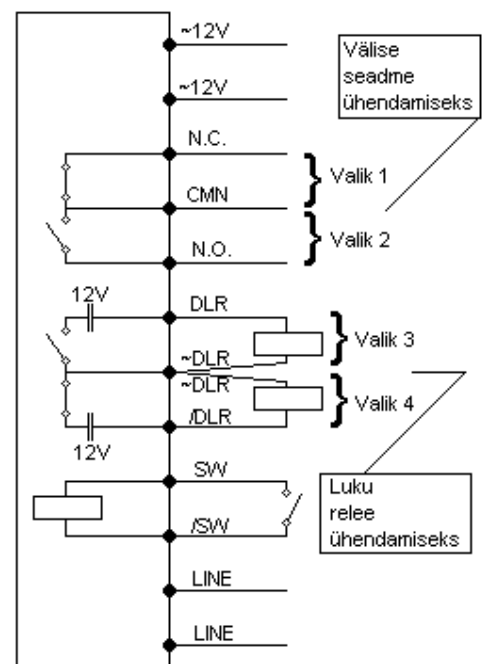 ~12V
~12V
N.C.
CMN
N.O.
Välise
seadme
ühendamiseks
Valik 1
Valik 2
12V
DLR
~DLR
~DLR
/DLR
12V
Valik 3
Valik 4
SW
/SW
Luku
relee
ühendamiseks
LINE
LINE